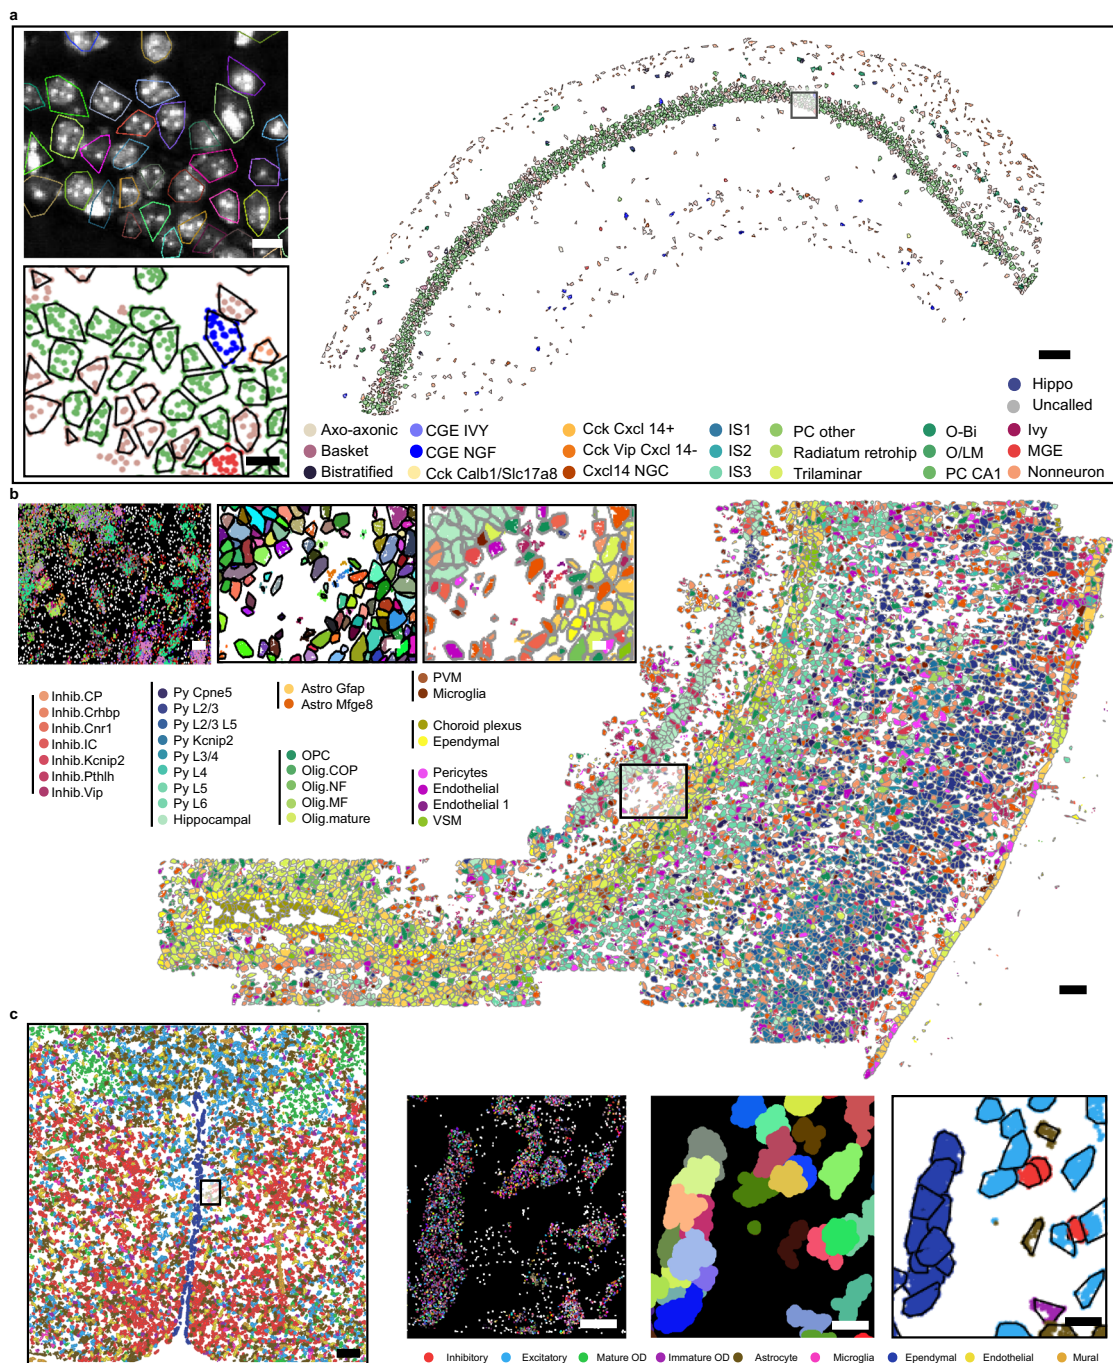 a
Hippo
Uncalled
Axo-axonic
Basket
Bistratified
CGE IVY
CGE NGF
Cck Calb1/Slc17a8
Cck Cxcl 14+
Cck Vip Cxcl 14-
Cxcl14 NGC
IS1
IS2
IS3
PC other
Radiatum retrohip
Trilaminar
O-Bi
O/LM
PC CA1
Ivy
MGE
Nonneuron
b
Inhib.CP
Inhib.Crhbp
Inhib.Cnr1
Inhib.IC
Inhib.Kcnip2
Inhib.Pthlh
Inhib.Vip
Py Cpne5
Py L2/3
Py L2/3 L5
Py Kcnip2
Py L3/4
Py L4
Py L5
Py L6
Hippocampal
Astro Gfap
Astro Mfge8
OPC
Olig.COP
Olig.NF
Olig.MF
Olig.mature
PVM
Microglia
Choroid plexus
Ependymal
Pericytes
Endothelial
Endothelial 1
VSM
c
Inhibitory Excitatory Mature OD Immature OD Astrocyte Microglia Ependymal Endothelial Mural